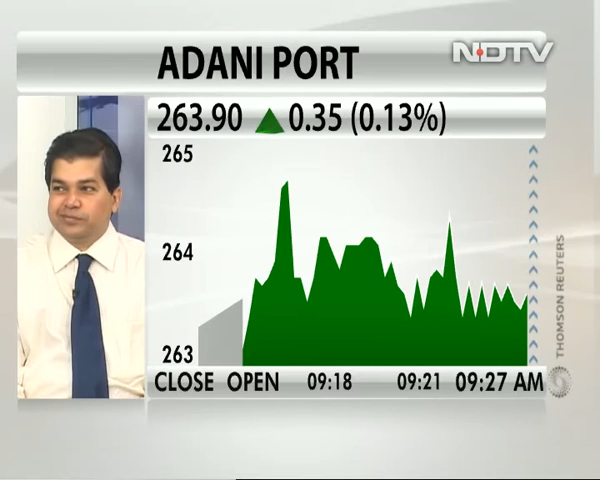 ADANI PORT
NDTV
263.90 ▲ 0.35 (0.13%)
265
264
263
CLOSE OPEN 09:18 09:21 09:27 AM
THOMSON REUTERS